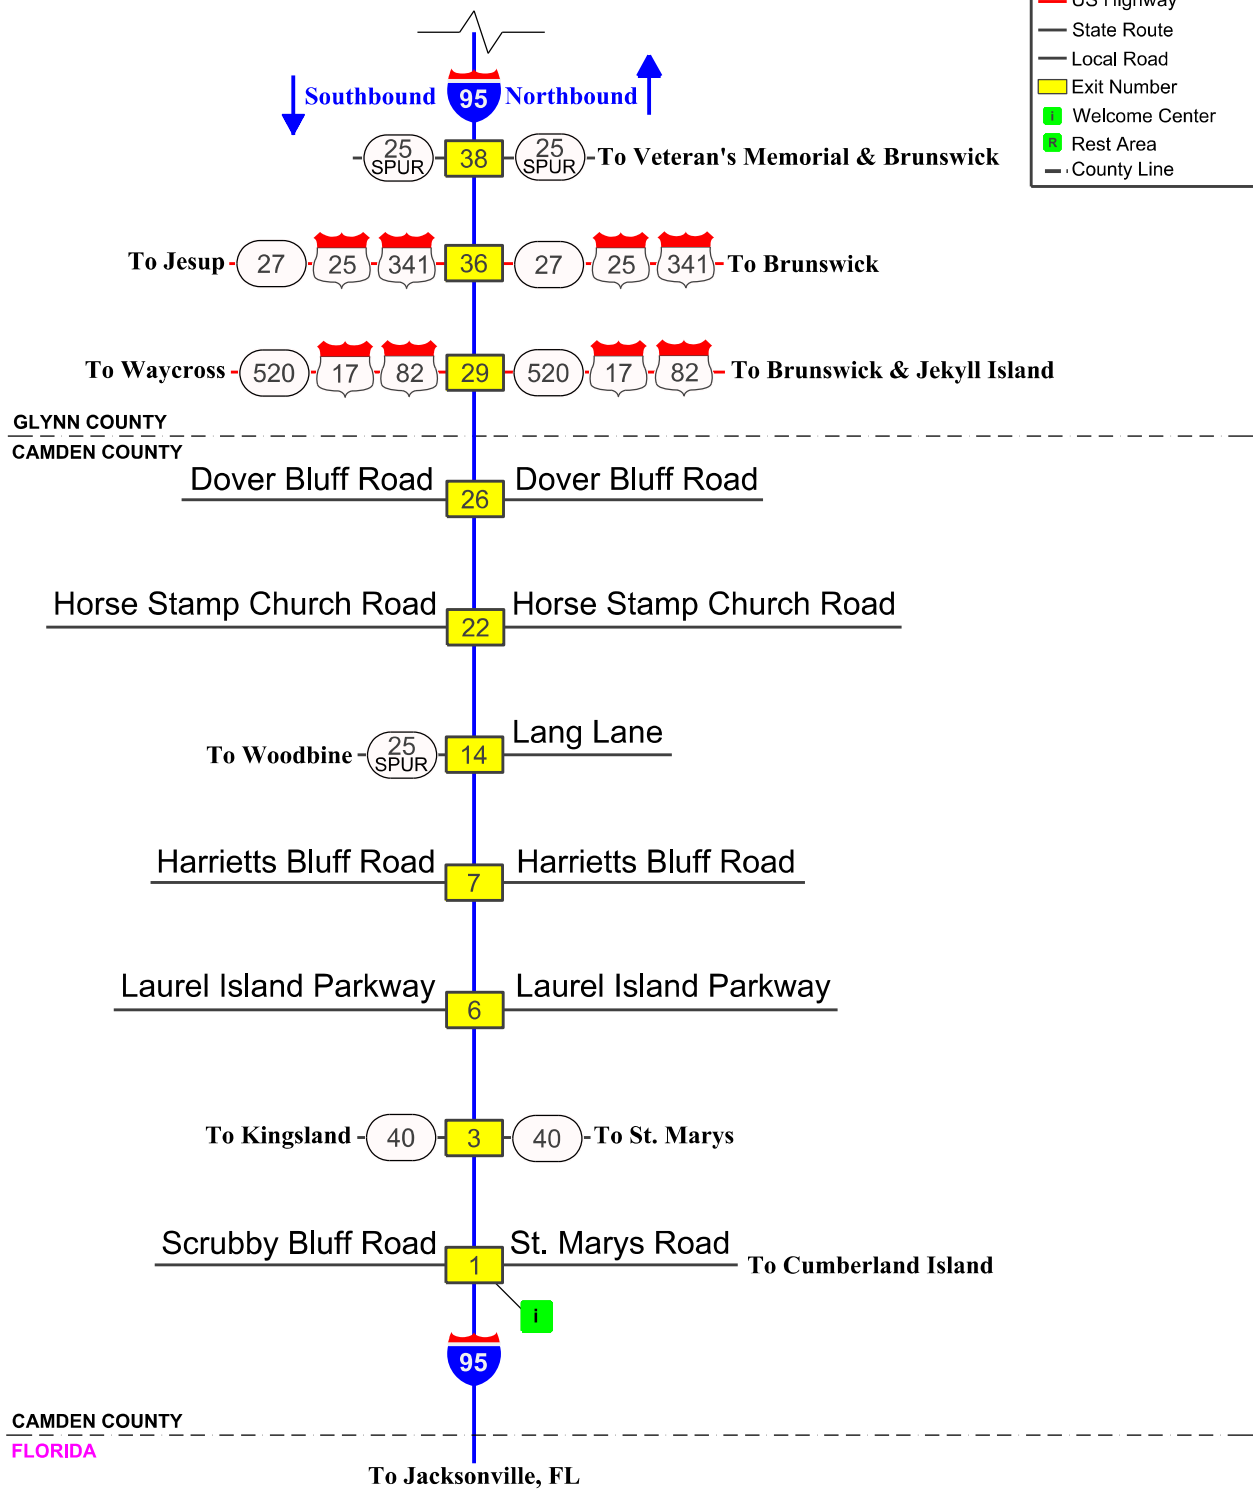 US Highway
State Route
Local Road
Exit Number
i Welcome Center
R Rest Area
County Line
Southbound 95 Northbound
25 SPUR 38 25 SPUR To Veteran's Memorial & Brunswick
To Jesup 27 25 341 36 27 25 341 To Brunswick
To Waycross 520 17 82 29 520 17 82 To Brunswick & Jekyll Island
GLYNN COUNTY
CAMDEN COUNTY
Dover Bluff Road 26 Dover Bluff Road
Horse Stamp Church Road 22 Horse Stamp Church Road
To Woodbine 25 SPUR 14 Lang Lane
Harrietts Bluff Road 7 Harrietts Bluff Road
Laurel Island Parkway 6 Laurel Island Parkway
To Kingsland 40 3 40 To St. Marys
Scrubby Bluff Road 1 St. Marys Road To Cumberland Island
i
95
CAMDEN COUNTY
FLORIDA
To Jacksonville, FL